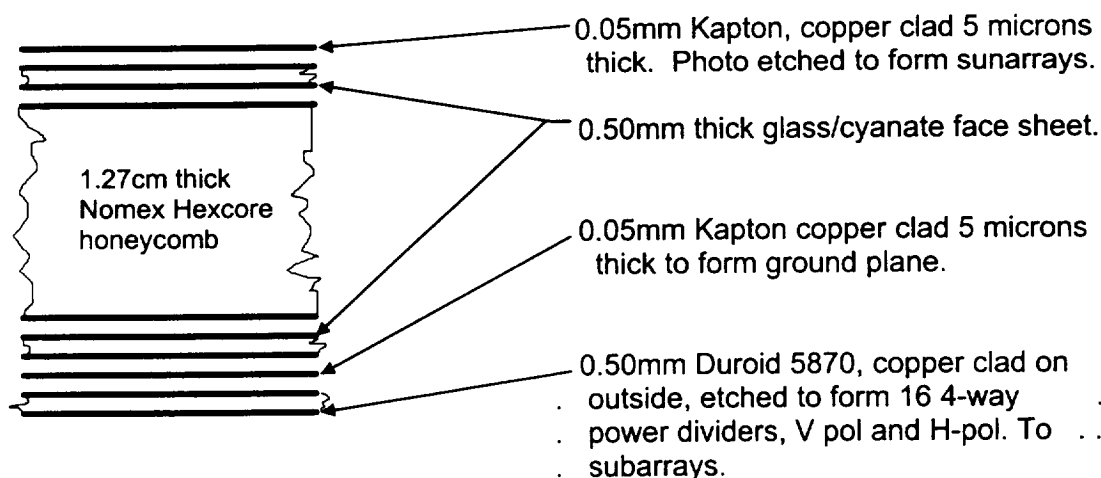 0.05mm Kapton, copper clad 5 microns
thick. Photo etched to form sunarrays.
0.50mm thick glass/cyanate face sheet.
1.27cm thick
Nomex Hexcore
honeycomb
0.05mm Kapton copper clad 5 microns
thick to form ground plane.
0.50mm Duroid 5870, copper clad on
outside, etched to form 16 4-way
power dividers, V pol and H-pol. To
subarrays.